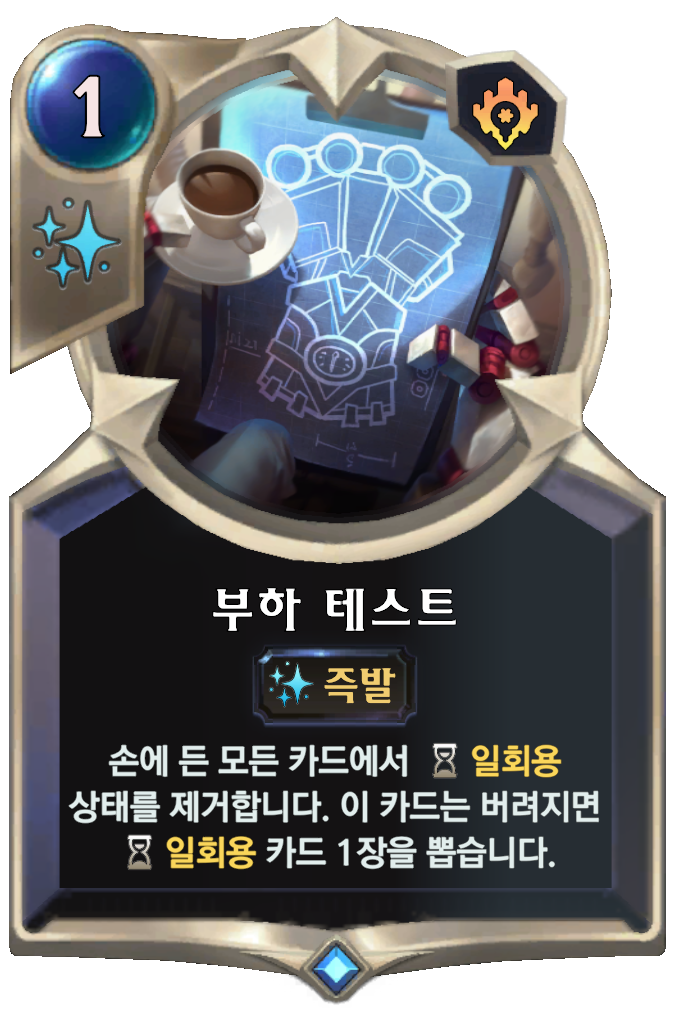 1
부하 테스트
즉발
손에 든 모든 카드에서 일회용
상태를 제거합니다. 이 카드는 버려지면
일회용 카드 1장을 뽑습니다.